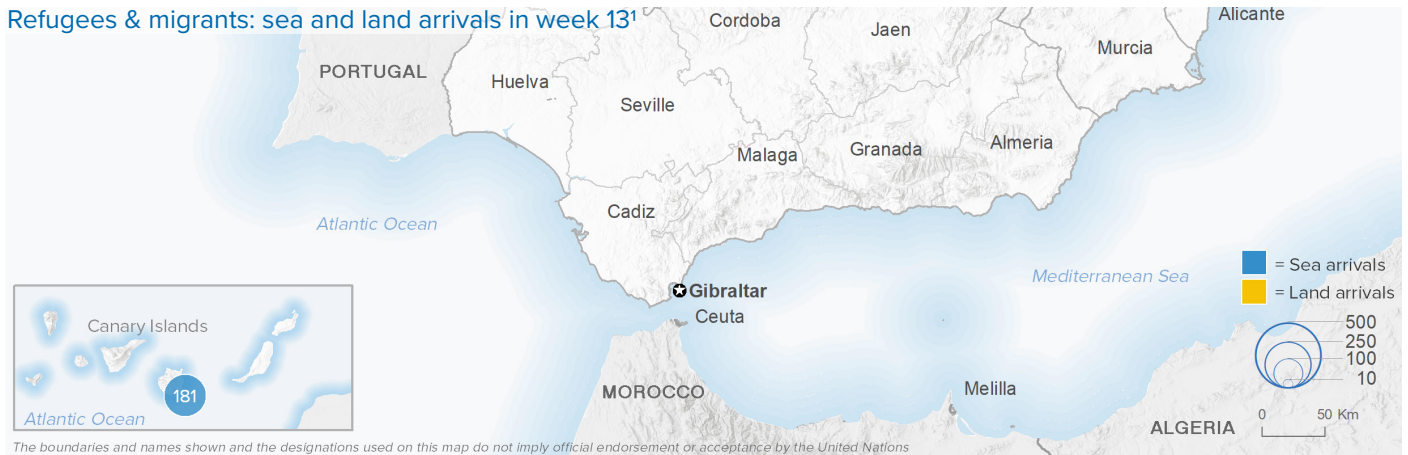 Refugees & migrants: sea and land arrivals in week 13¹
Cordoba
Alicante
Jaen
Murcia
PORTUGAL
Huelva
Seville
Malaga
Granada
Almeria
Cadiz
Atlantic Ocean
Mediterranean Sea
= Sea arrivals
= Land arrivals
Gibraltar
Ceuta
Canary Islands
500
250
100
10
MOROCCO
Melilla
181
Atlantic Ocean
0 50 Km
ALGERIA
The boundaries and names shown and the designations used on this map do not imply official endorsement or acceptance by the United Nations